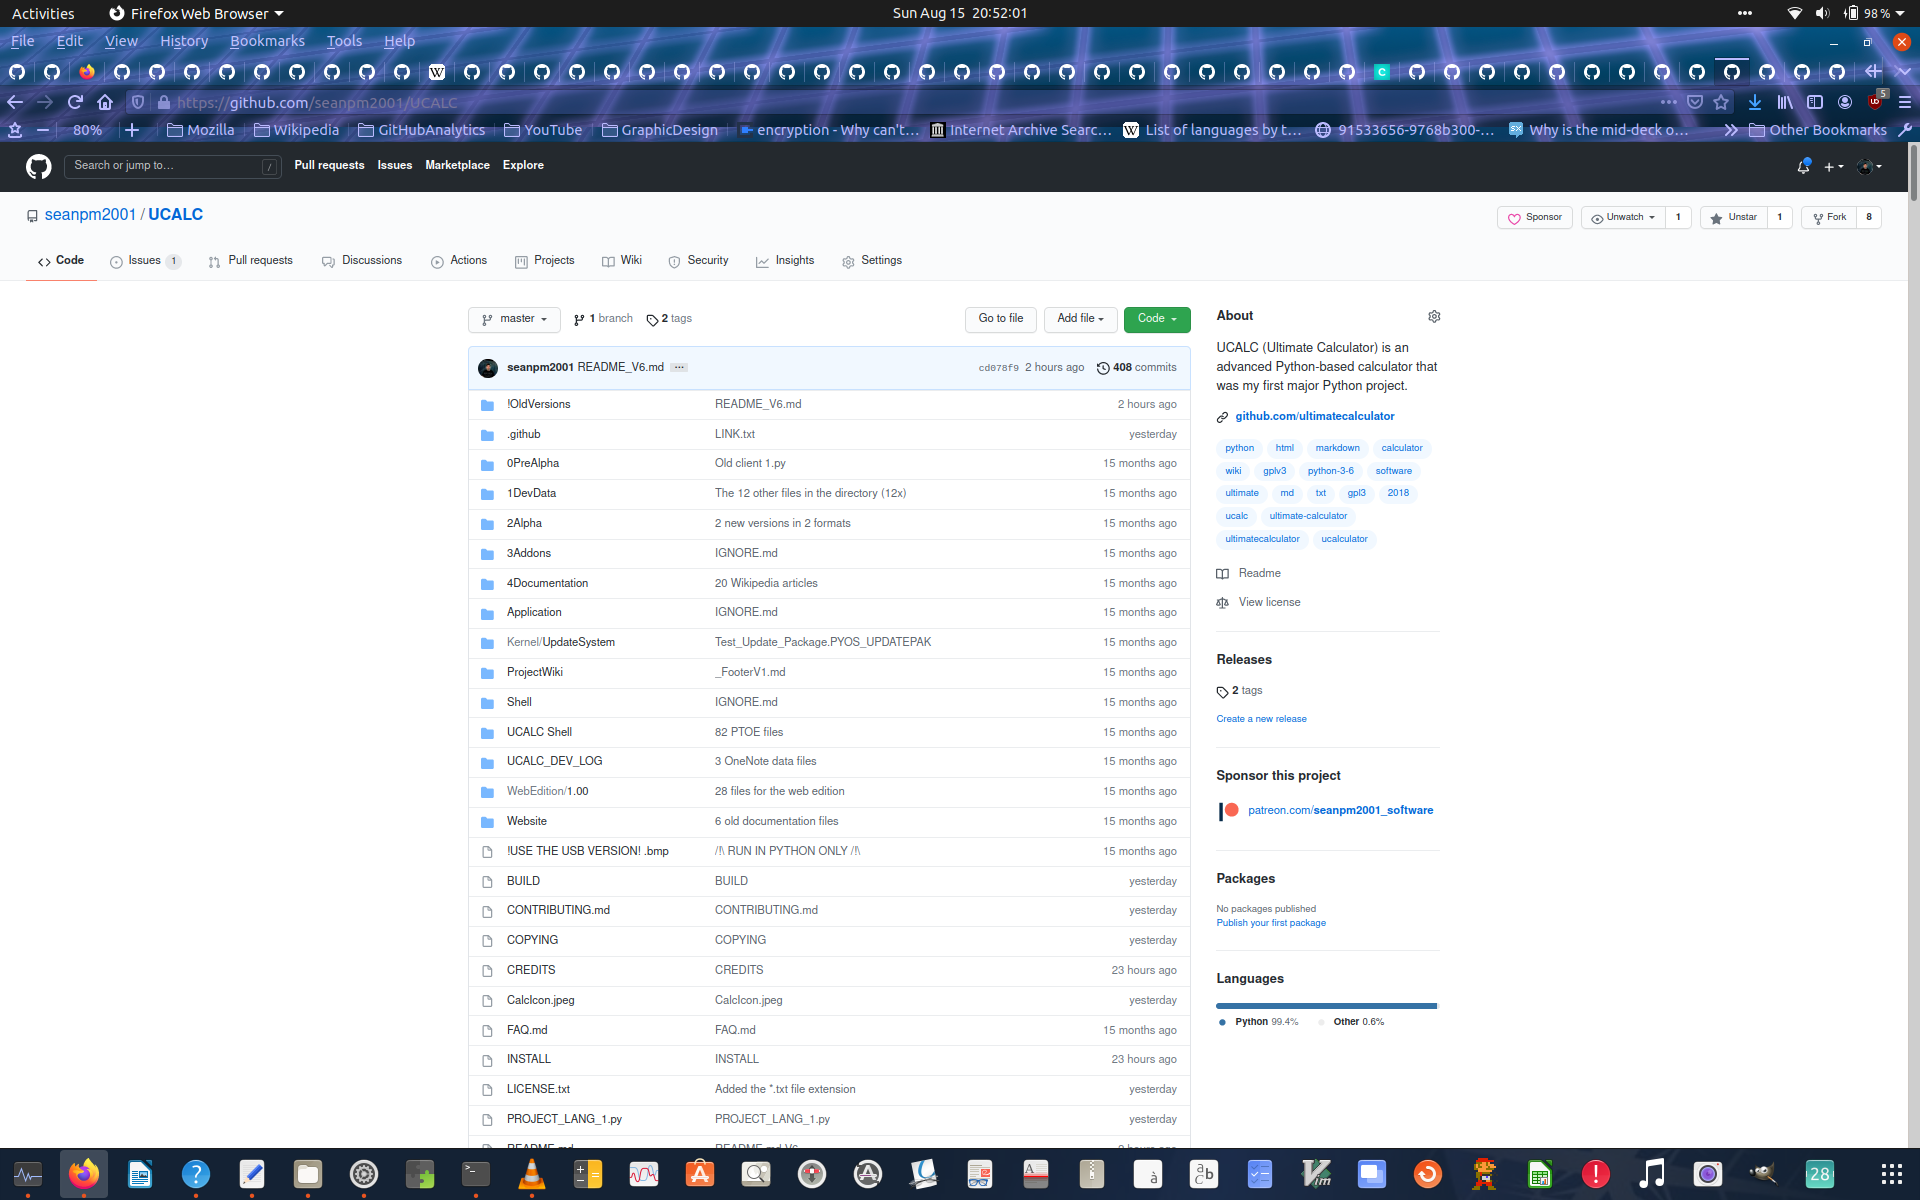 Activities Firefox Web Browser Sun Aug 15 20:52:01 98 %
File Edit View History Bookmarks Tools Help
https://github.com/seanpm2001/UCALC 5
80% Mozilla Wikipedia GitHubAnalytics YouTube GraphicDesign encryption - Why can't… Internet Archive Searc… List of languages by t… 91533656-9768b300-… Why is the mid-deck o… Other Bookmarks
Search or jump to… / Pull requests Issues Marketplace Explore
seanpm2001 / UCALC Sponsor Unwatch 1 Unstar 1 Fork 8
Code Issues 1 Pull requests Discussions Actions Projects Wiki Security Insights Settings
master 1 branch 2 tags Go to file Add file Code
seanpm2001 README_V6.md ... cd078f9 2 hours ago 408 commits
!OldVersions README_V6.md 2 hours ago
.github LINK.txt yesterday
0PreAlpha Old client 1.py 15 months ago
1DevData The 12 other files in the directory (12x) 15 months ago
2Alpha 2 new versions in 2 formats 15 months ago
3Addons IGNORE.md 15 months ago
4Documentation 20 Wikipedia articles 15 months ago
Application IGNORE.md 15 months ago
Kernel/UpdateSystem Test_Update_Package.PYOS_UPDATEPAK 15 months ago
ProjectWiki _FooterV1.md 15 months ago
Shell IGNORE.md 15 months ago
UCALC Shell 82 PTOE files 15 months ago
UCALC_DEV_LOG 3 OneNote data files 15 months ago
WebEdition/1.00 28 files for the web edition 15 months ago
Website 6 old documentation files 15 months ago
!USE THE USB VERSION! .bmp /!\ RUN IN PYTHON ONLY /!\ 15 months ago
BUILD BUILD yesterday
CONTRIBUTING.md CONTRIBUTING.md yesterday
COPYING COPYING yesterday
CREDITS CREDITS 23 hours ago
CalcIcon.jpeg CalcIcon.jpeg yesterday
FAQ.md FAQ.md 15 months ago
INSTALL INSTALL 23 hours ago
LICENSE.txt Added the *.txt file extension yesterday
PROJECT_LANG_1.py PROJECT_LANG_1.py yesterday
About
UCALC (Ultimate Calculator) is an
advanced Python-based calculator that
was my first major Python project.
github.com/ultimatecalculator
python html markdown calculator
wiki gplv3 python-3-6 software
ultimate md txt gpl3 2018
ucalc ultimate-calculator
ultimatecalculator ucalculator
Readme
View license
Releases
2 tags
Create a new release
Sponsor this project
patreon.com/seanpm2001_software
Packages
No packages published
Publish your first package
Languages
Python 99.4% Other 0.6%
28